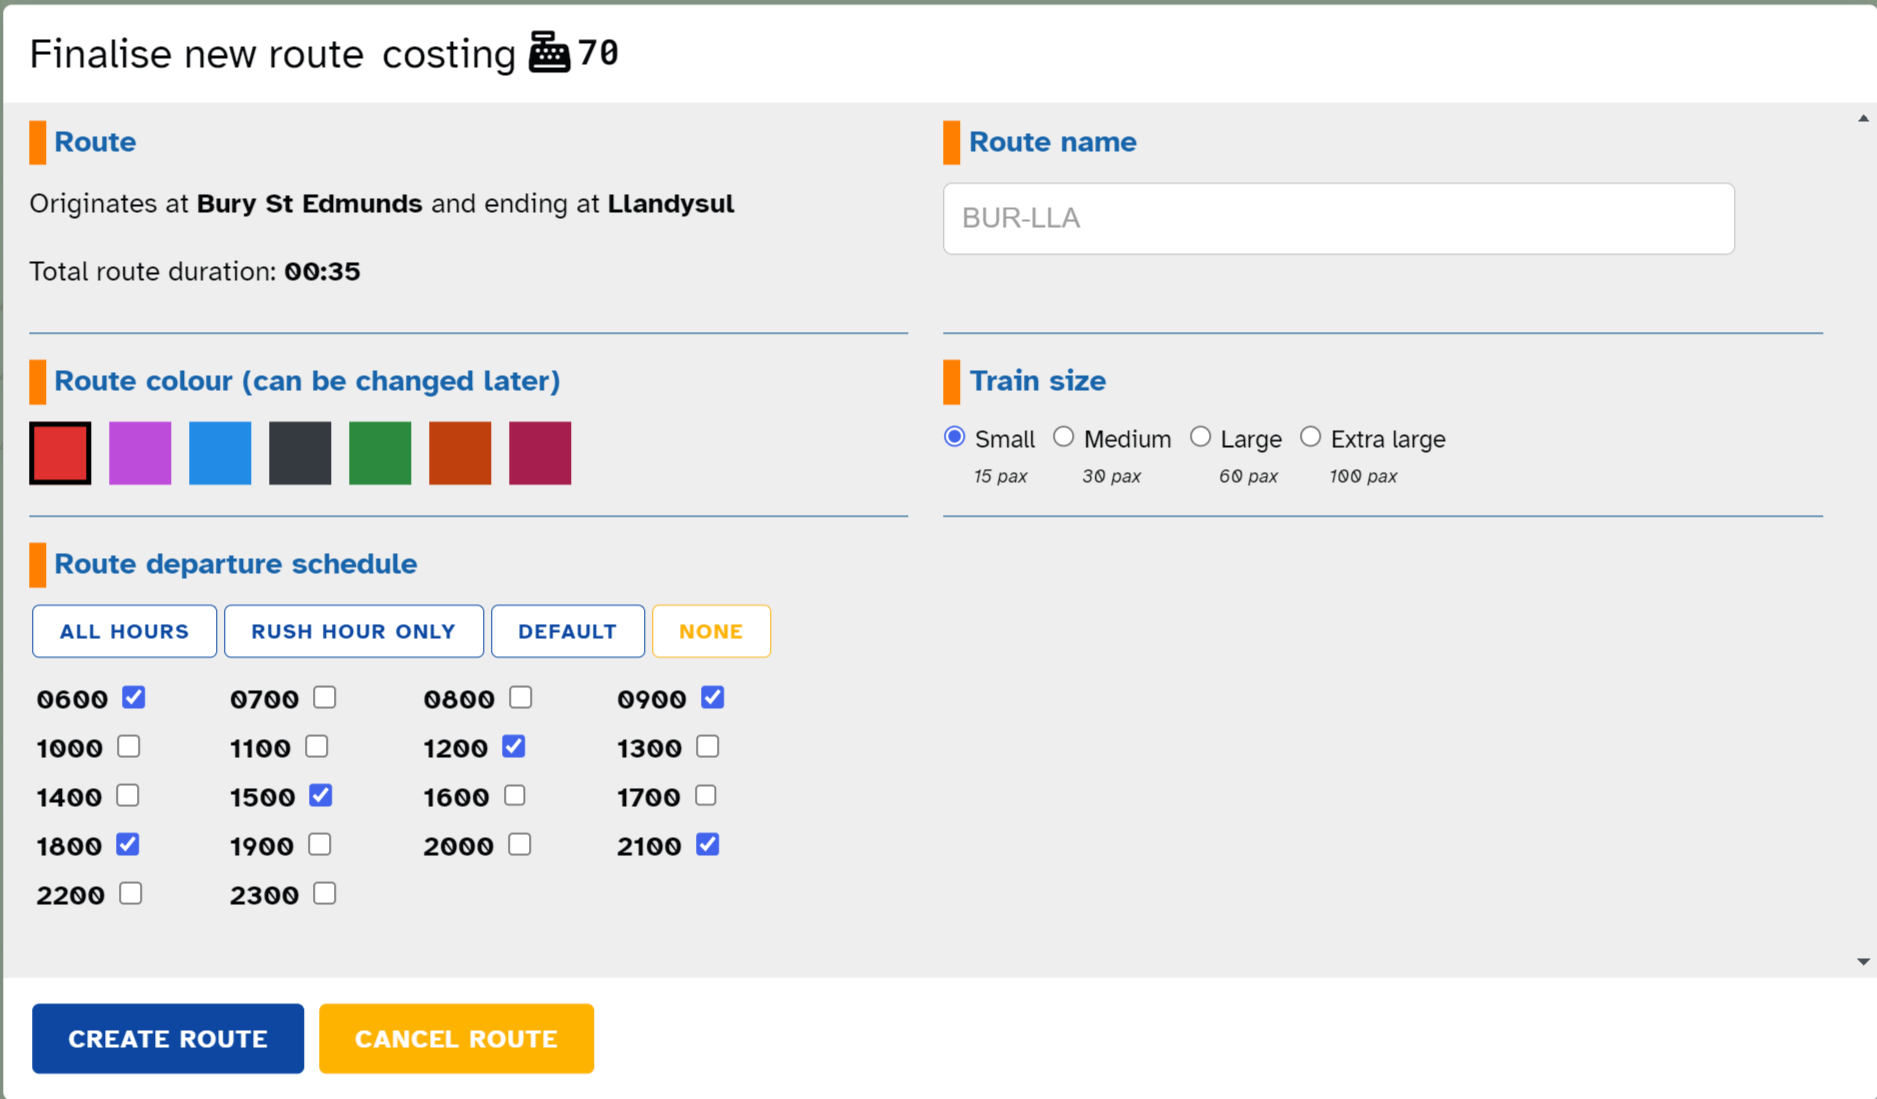 Finalise new route costing 70
Route
Originates at Bury St Edmunds and ending at Llandysul
Total route duration: 00:35
Route name
BUR-LLA
Route colour (can be changed later)
Train size
Small Medium Large Extra large
15 pax 30 pax 60 pax 100 pax
Route departure schedule
ALL HOURS RUSH HOUR ONLY DEFAULT NONE
0600 0700 0800 0900
1000 1100 1200 1300
1400 1500 1600 1700
1800 1900 2000 2100
2200 2300
CREATE ROUTE CANCEL ROUTE